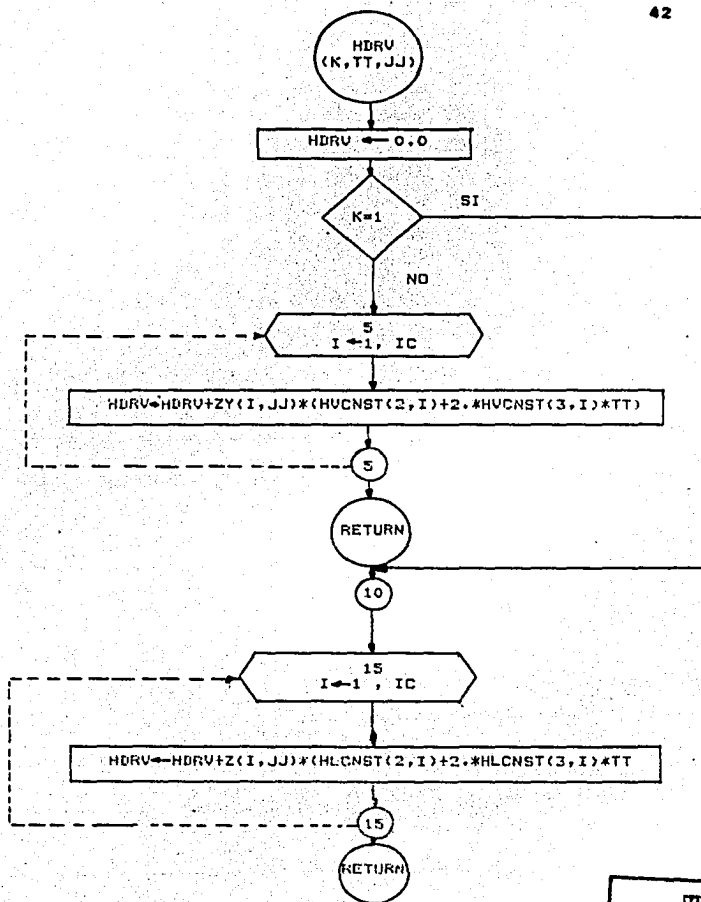 42
HDRV
(K,TT,JJ)
HDRV ← 0.0
K=1
SI
NO
5
I←1, IC
HDRV←HDRV+ZY(I,JJ)*(HVCNST(2,I)+2.*HVCNST(3,I)*TT)
5
RETURN
10
15
I←1 , IC
HDRV←HDRV+Z(I,JJ)*(HLCNST(2,I)+2.*HLCNST(3,I)*TT
15
RETURN